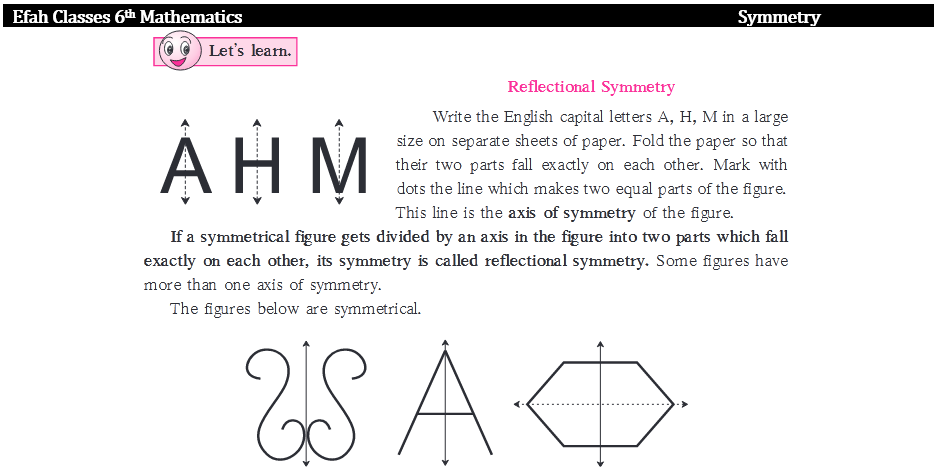 Efah Classes 6th Mathematics Symmetry
Let's learn.
Reflectional Symmetry
Write the English capital letters A, H, M in a large
size on separate sheets of paper. Fold the paper so that
their two parts fall exactly on each other. Mark with
dots the line which makes two equal parts of the figure.
This line is the axis of symmetry of the figure.
A H M
If a symmetrical figure gets divided by an axis in the figure into two parts which fall
exactly on each other, its symmetry is called reflectional symmetry. Some figures have
more than one axis of symmetry.
The figures below are symmetrical.